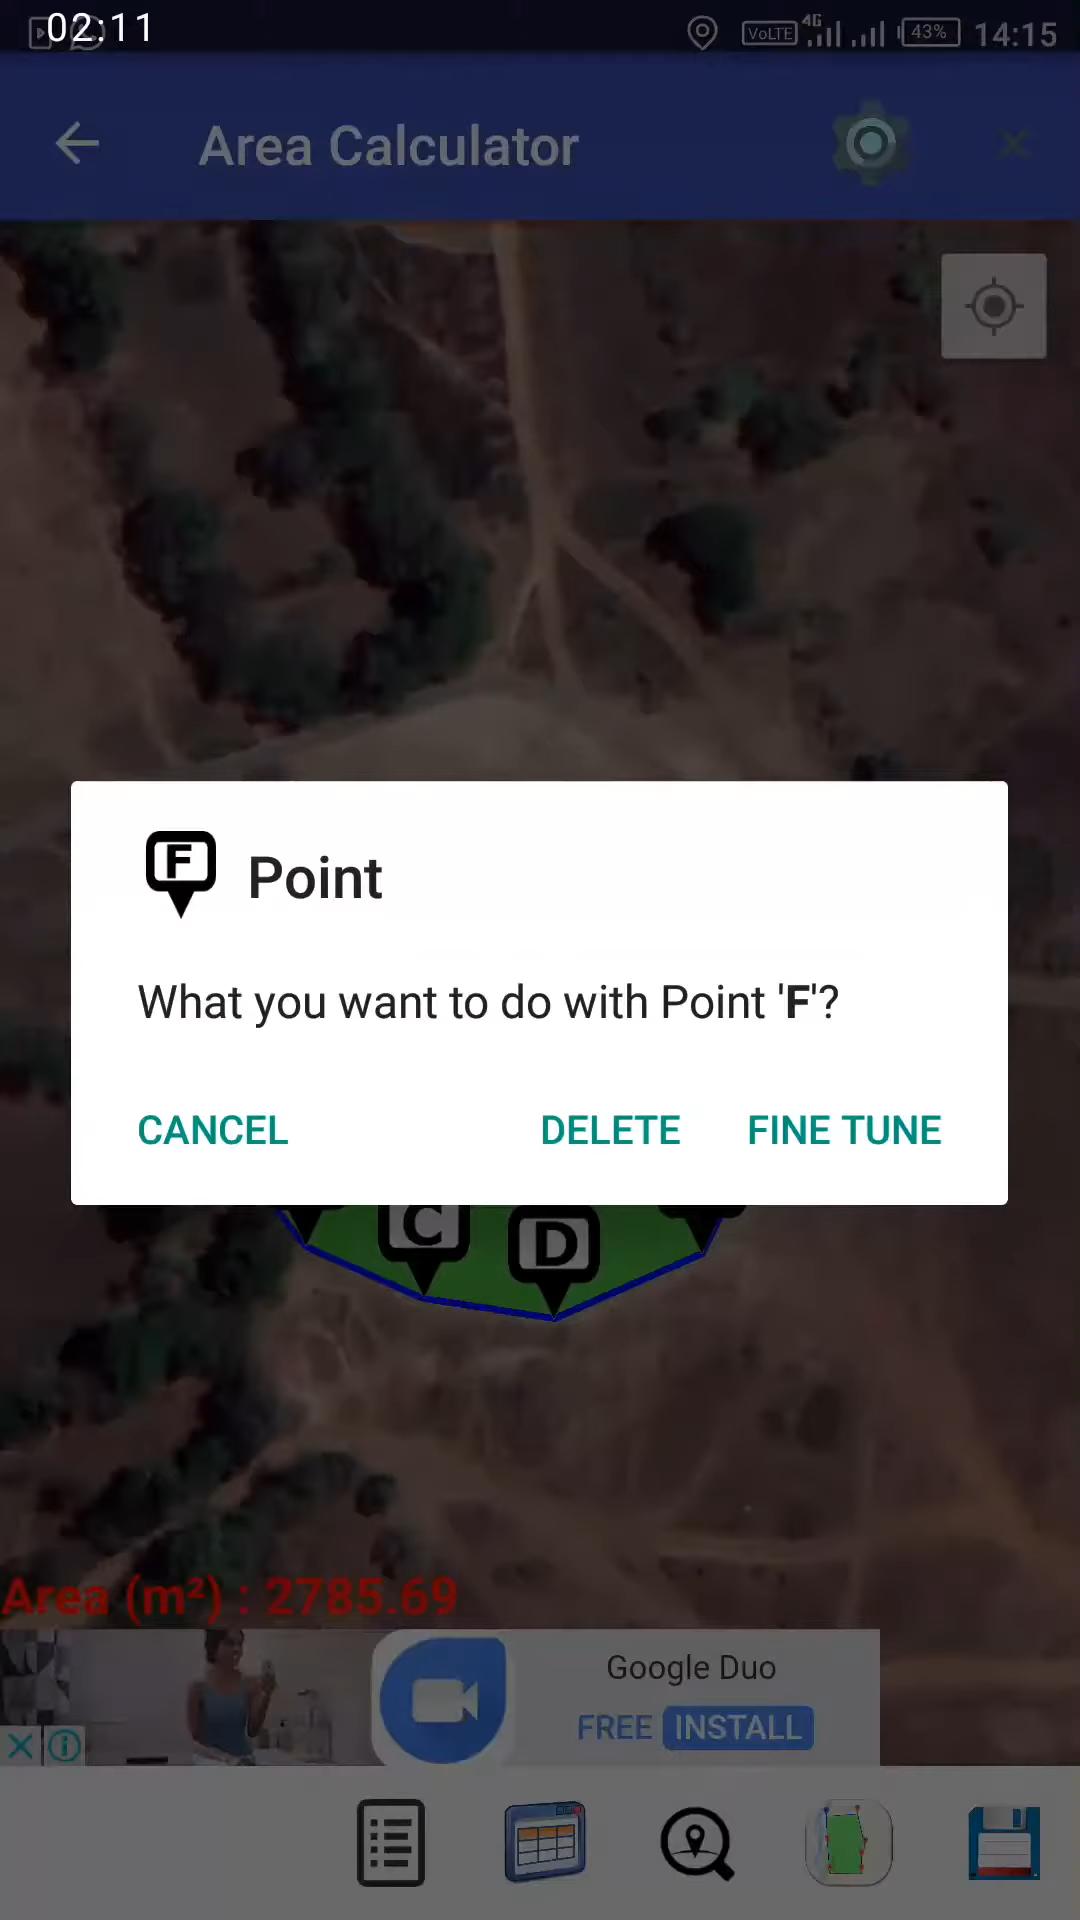 02:11
VoLTE 4G 43% 14:15
Area Calculator
F Point
What you want to do with Point 'F'?
CANCEL DELETE FINE TUNE
C D
Area (m²) : 2785.69
Google Duo
FREE INSTALL